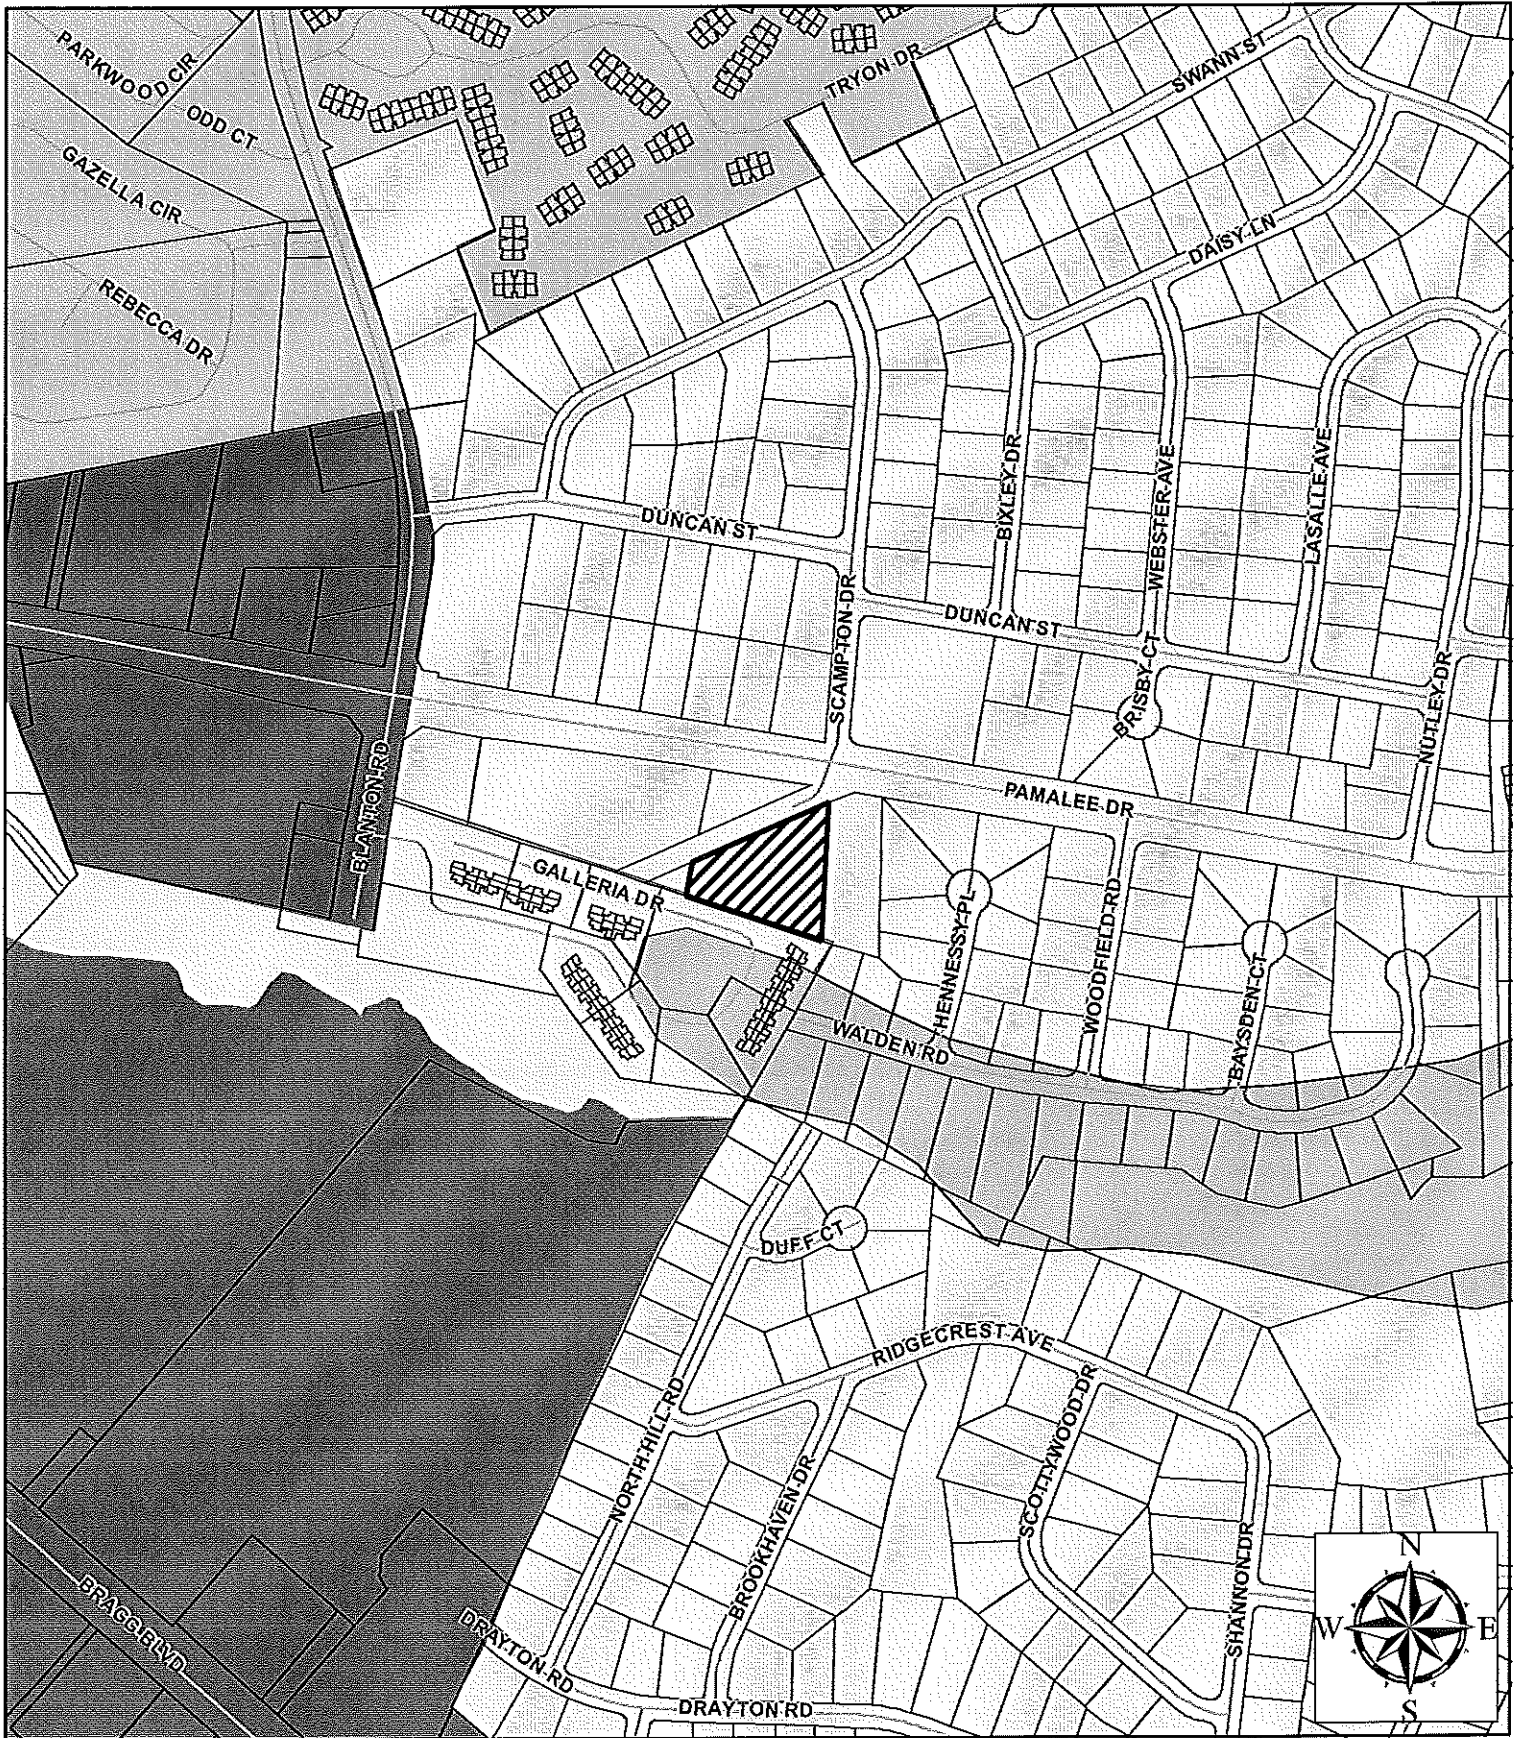 PARKWOOD CIR
ODD CT
GAZELLA CIR
REBECCA DR
TRYON DR
SWANN ST
DAISY LN
BIXLEY DR
WEBSTER AVE
LASALLE AVE
DUNCAN ST
SCAMPTON DR
DUNCAN ST
BRISBY CT
NUTLEY DR
BLANTON RD
PAMALEE DR
GALLERIA DR
HENNESSY PL
WOODFIELD RD
BAYSDEN CT
WALDEN RD
DUFF CT
RIDGECREST AVE
NORTH HILL RD
SCOTTYWOOD DR
BROOKHAVEN DR
SHANNON DR
BRAGG BLVD
DRAYTON RD
DRAYTON RD
N
W E
S